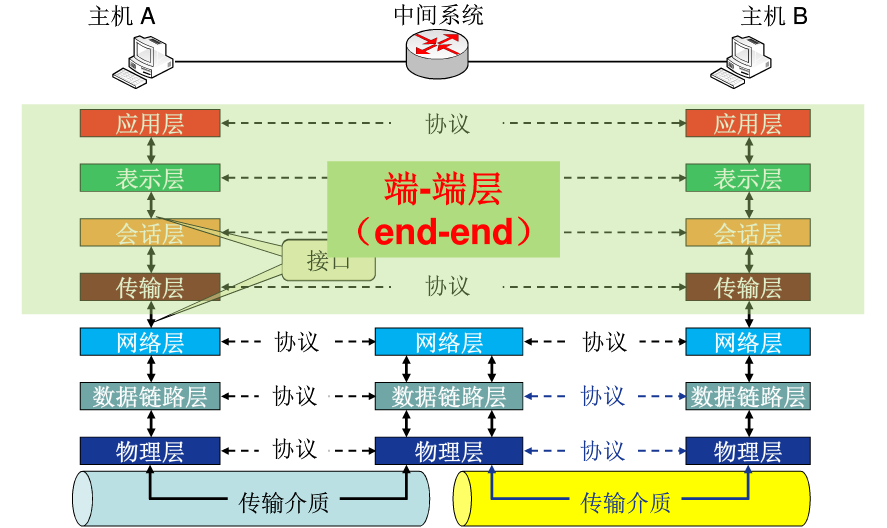 主机 A
中间系统
主机 B
应用层
协议
应用层
表示层
端-端层
表示层
(end-end)
会话层
会话层
接口
传输层
协议
传输层
网络层
协议
网络层
协议
网络层
数据链路层
协议
数据链路层
协议
数据链路层
物理层
协议
物理层
协议
物理层
传输介质
传输介质